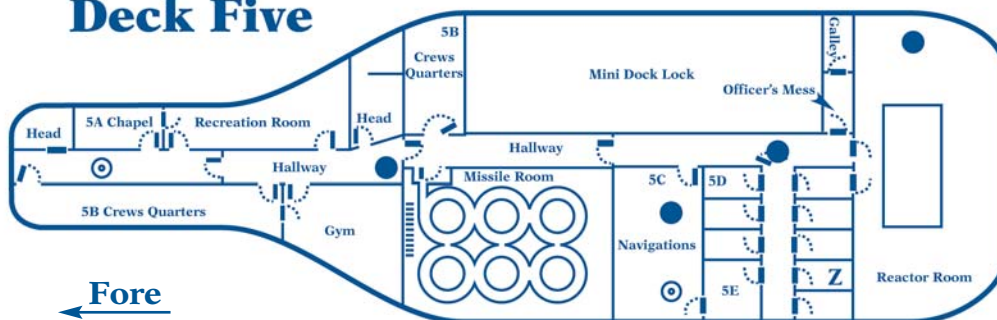 Deck Five
5B
Crews
Quarters
Galley
Mini Dock Lock
Officer's Mess
Head
5A Chapel
Recreation Room
Head
Hallway
Hallway
Missile Room
5C
5D
5B Crews Quarters
Gym
Navigations
5E
Z
Reactor Room
Fore